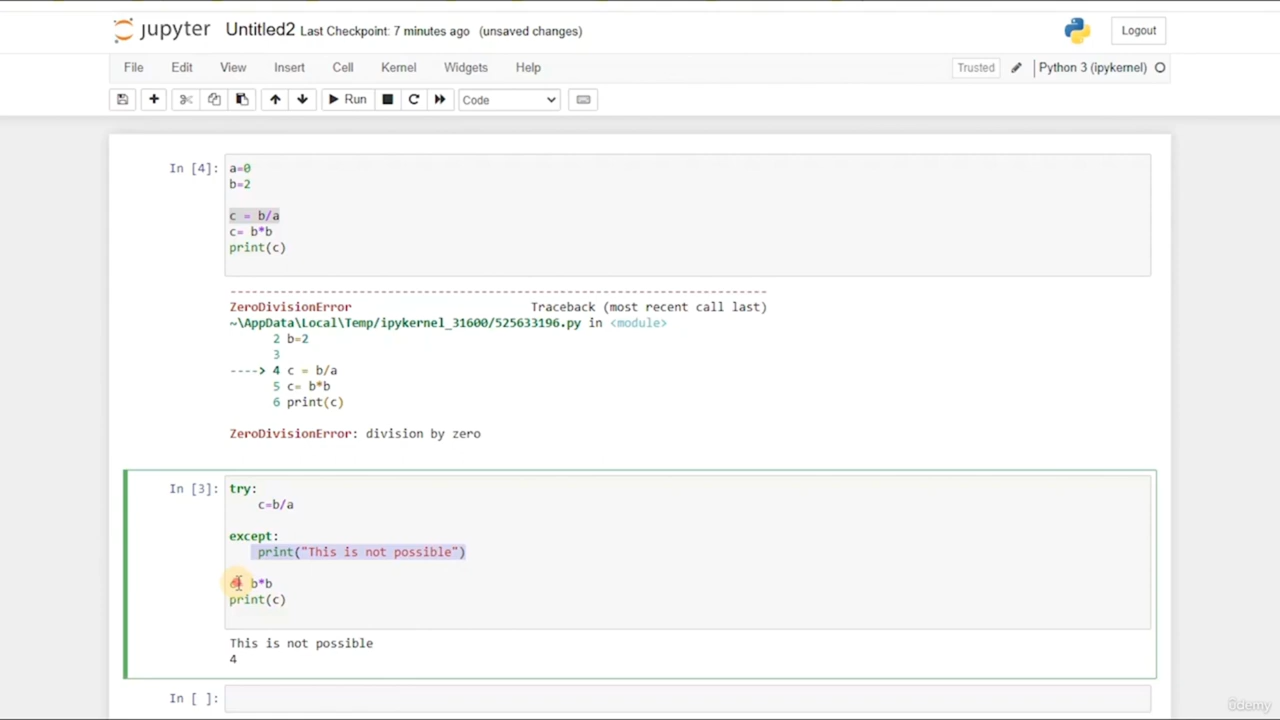 jupyter Untitled2 Last Checkpoint: 7 minutes ago (unsaved changes) Logout
File Edit View Insert Cell Kernel Widgets Help Trusted Python 3 (ipykernel)
Run Code
In [4]: a=0
b=2
c = b/a
c= b*b
print(c)
ZeroDivisionError Traceback (most recent call last)
~\AppData\Local\Temp/ipykernel_31600/525633196.py in <module>
2 b=2
3
----> 4 c = b/a
5 c= b*b
6 print(c)
ZeroDivisionError: division by zero
In [3]: try:
c=b/a
except:
print("This is not possible")
b*b
print(c)
This is not possible
4
In [ ]:
ûdemy